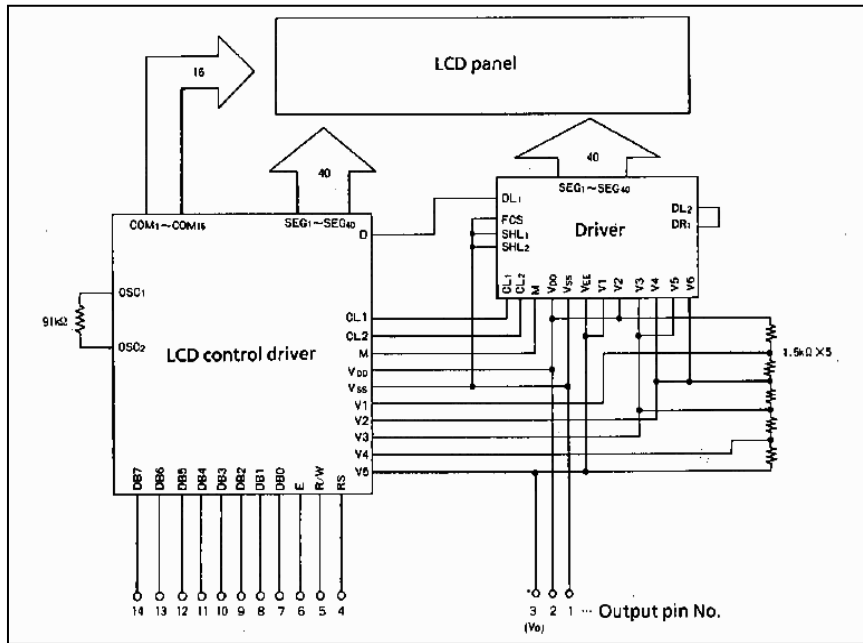 LCD panel
16
40
40
SEG1~SEG40
COM1~COM16
SEG1~SEG40
D
DL1
FCS
SHL1
SHL2
Driver
DL2
DR1
CL1 CL2 M VDD VSS VEE V1 V2 V3 V4 V5 V6
OSC1
91kΩ
OSC2
LCD control driver
CL1
CL2
M
VDD
VSS
V1
V2
V3
V4
V5
1.5kΩ×5
DB7 DB6 DB5 DB4 DB3 DB2 DB1 DB0 E R/W RS
14 13 12 11 10 9 8 7 6 5 4
* 3 2 1 ··· Output pin No.
(Vo)